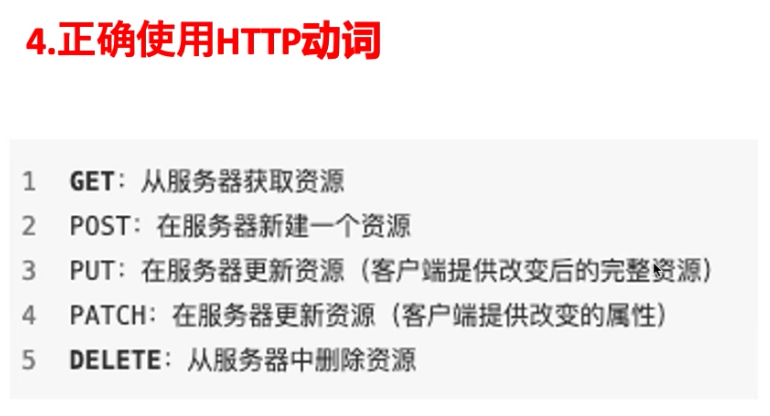 4.正确使用HTTP动词
1 GET：从服务器获取资源
2 POST：在服务器新建一个资源
3 PUT：在服务器更新资源（客户端提供改变后的完整资源）
4 PATCH：在服务器更新资源（客户端提供改变的属性）
5 DELETE：从服务器中删除资源